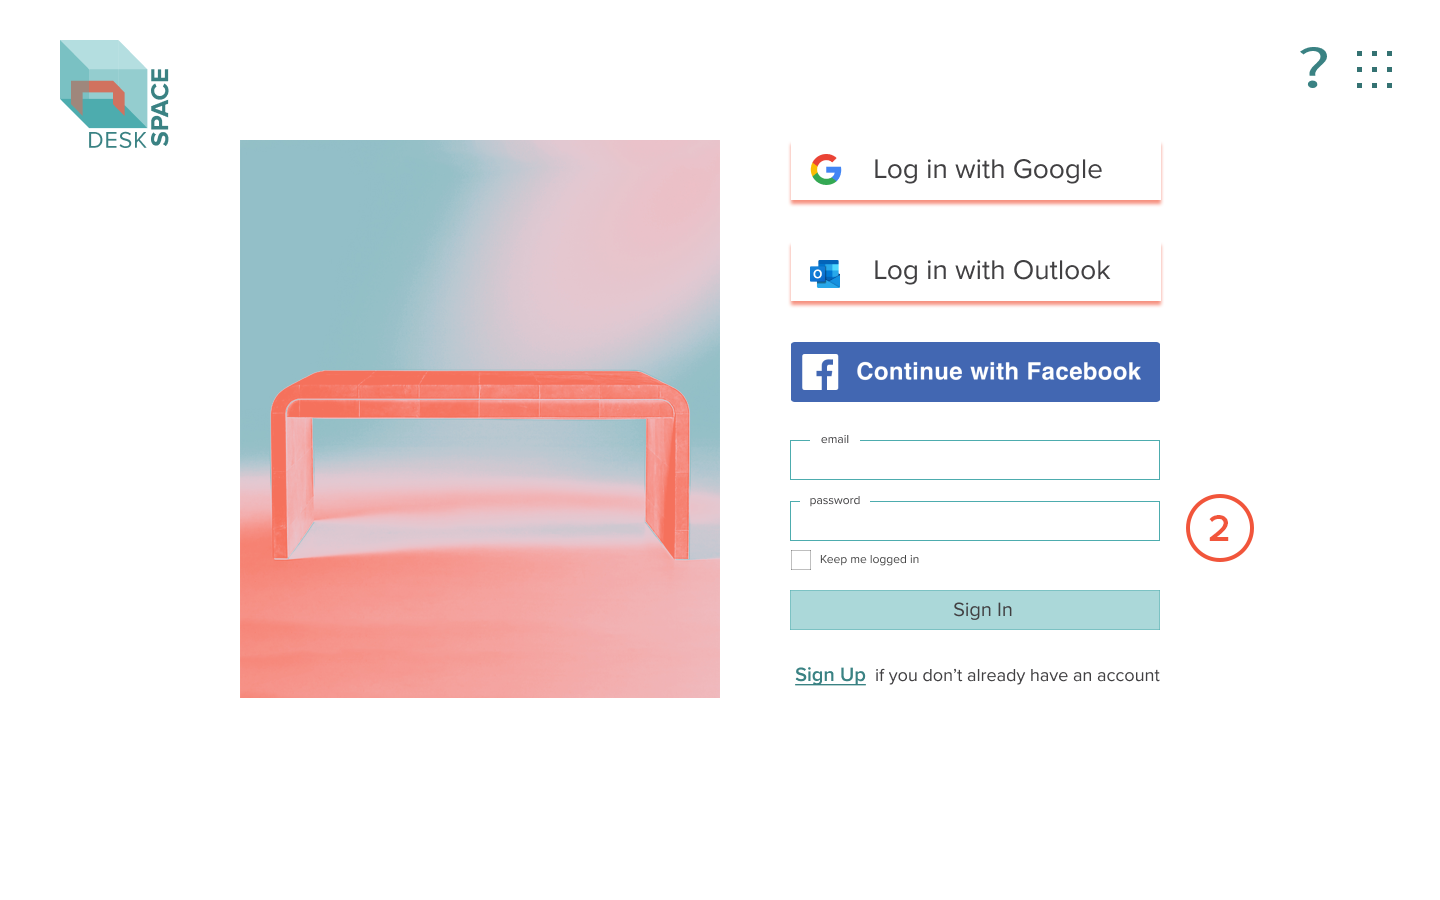 DESK
SPACE
?
Log in with Google
Log in with Outlook
Continue with Facebook
email
password
2
Keep me logged in
Sign In
Sign Up if you don’t already have an account